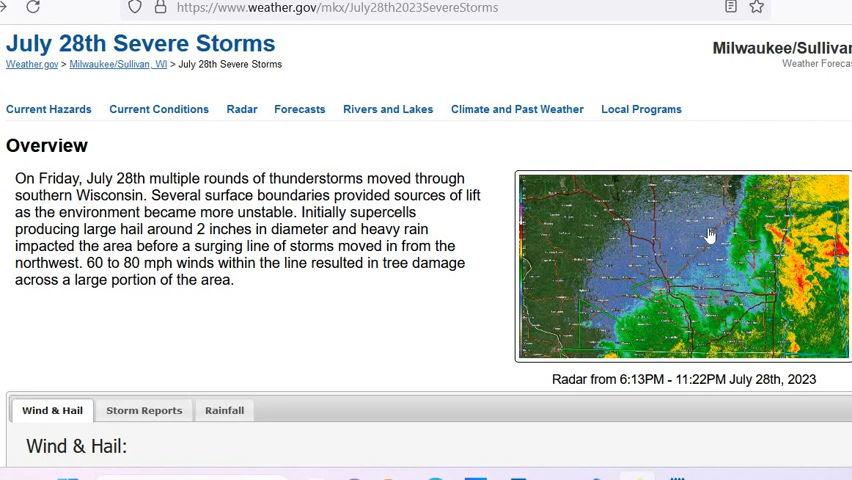 https://www.weather.gov/mkx/July28th2023SevereStorms
July 28th Severe Storms
Milwaukee/Sullivan
Weather.gov > Milwaukee/Sullivan, WI > July 28th Severe Storms
Weather
Current Hazards Current Conditions Radar Forecasts Rivers and Lakes Climate and Past Weather Local Programs
Overview
On Friday, July 28th multiple rounds of thunderstorms moved through
southern Wisconsin. Several surface boundaries provided sources of lift
as the environment became more unstable. Initially supercells
producing large hail around 2 inches in diameter and heavy rain
impacted the area before a surging line of storms moved in from the
northwest. 60 to 80 mph winds within the line resulted in tree damage
across a large portion of the area.
Radar from 6:13PM - 11:22PM July 28th, 2023
Wind & Hail Storm Reports Rainfall
Wind & Hail: